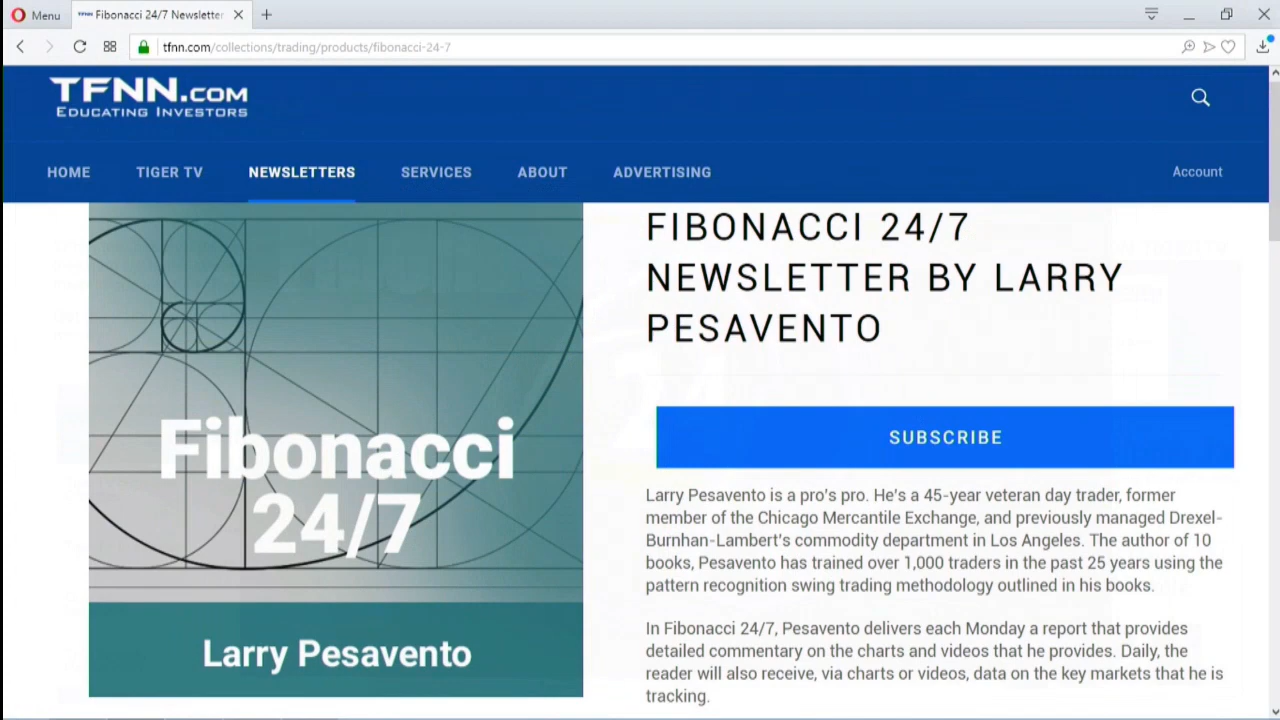 Menu
Fibonacci 24/7 Newsletter
tfnn.com/collections/trading/products/fibonacci-24-7
TFNN.COM
EDUCATING INVESTORS
HOME
TIGER TV
NEWSLETTERS
SERVICES
ABOUT
ADVERTISING
Account
Fibonacci
24/7
Larry Pesavento
FIBONACCI 24/7
NEWSLETTER BY LARRY
PESAVENTO
SUBSCRIBE
Larry Pesavento is a pro's pro. He's a 45-year veteran day trader, former
member of the Chicago Mercantile Exchange, and previously managed Drexel-
Burnhan-Lambert's commodity department in Los Angeles. The author of 10
books, Pesavento has trained over 1,000 traders in the past 25 years using the
pattern recognition swing trading methodology outlined in his books.
In Fibonacci 24/7, Pesavento delivers each Monday a report that provides
detailed commentary on the charts and videos that he provides. Daily, the
reader will also receive, via charts or videos, data on the key markets that he is
tracking.